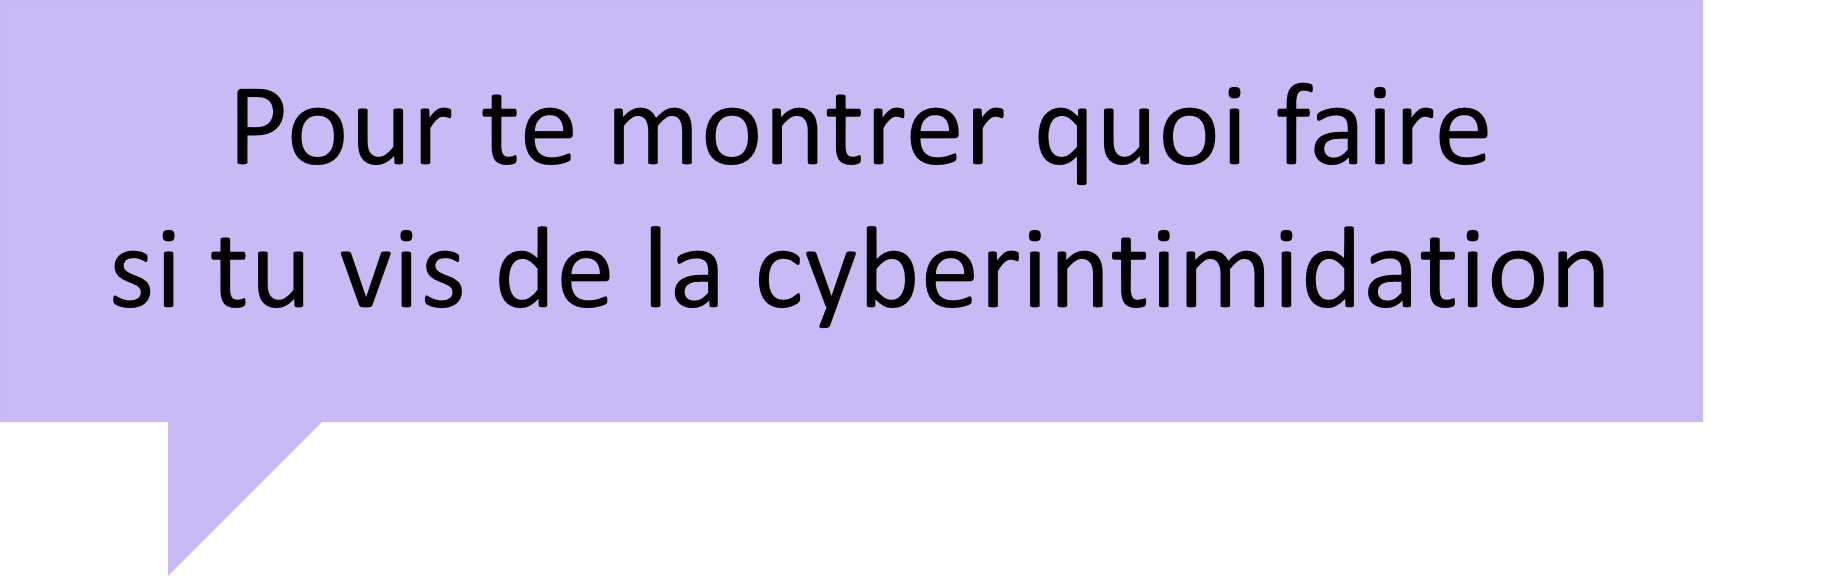 Pour te montrer quoi faire
si tu vis de la cyberintimidation